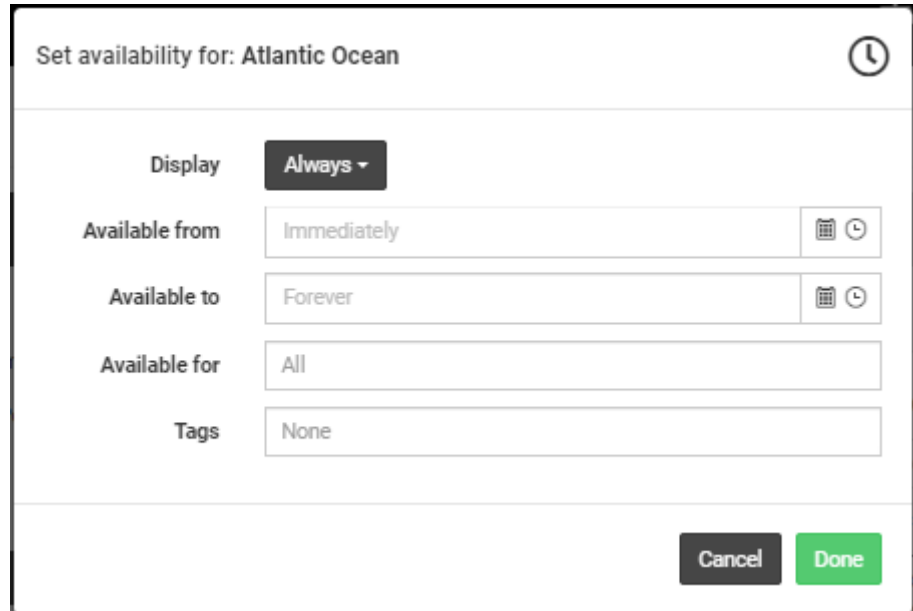 Set availability for: Atlantic Ocean
Display Always
Available from Immediately
Available to Forever
Available for All
Tags None
Cancel Done